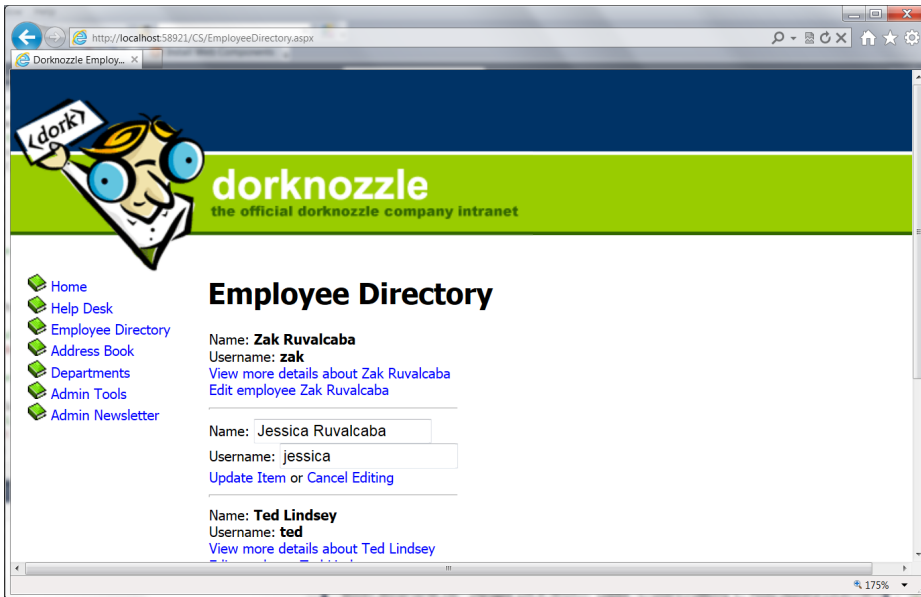 http://localhost:58921/CS/EmployeeDirectory.aspx
Dorknozzle Employ...
<dork>
dorknozzle
the official dorknozzle company intranet
Home
Help Desk
Employee Directory
Address Book
Departments
Admin Tools
Admin Newsletter
Employee Directory
Name: Zak Ruvalcaba
Username: zak
View more details about Zak Ruvalcaba
Edit employee Zak Ruvalcaba
Name: Jessica Ruvalcaba
Username: jessica
Update Item or Cancel Editing
Name: Ted Lindsey
Username: ted
View more details about Ted Lindsey
175%